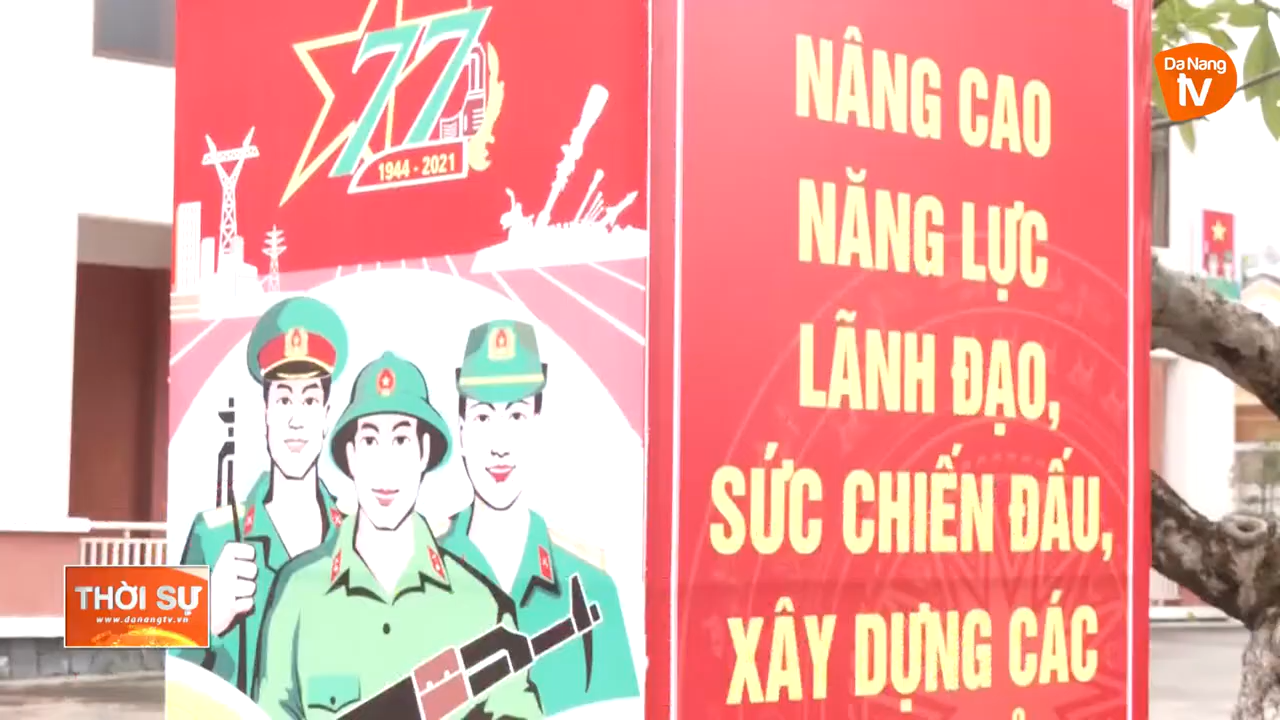 77
1944 - 2021
NÂNG CAO
NĂNG LỰC
LÃNH ĐẠO,
SỨC CHIẾN ĐẤU,
XÂY DỰNG CÁC
Da Nang
tv
THỜI SỰ
www.danangtv.vn